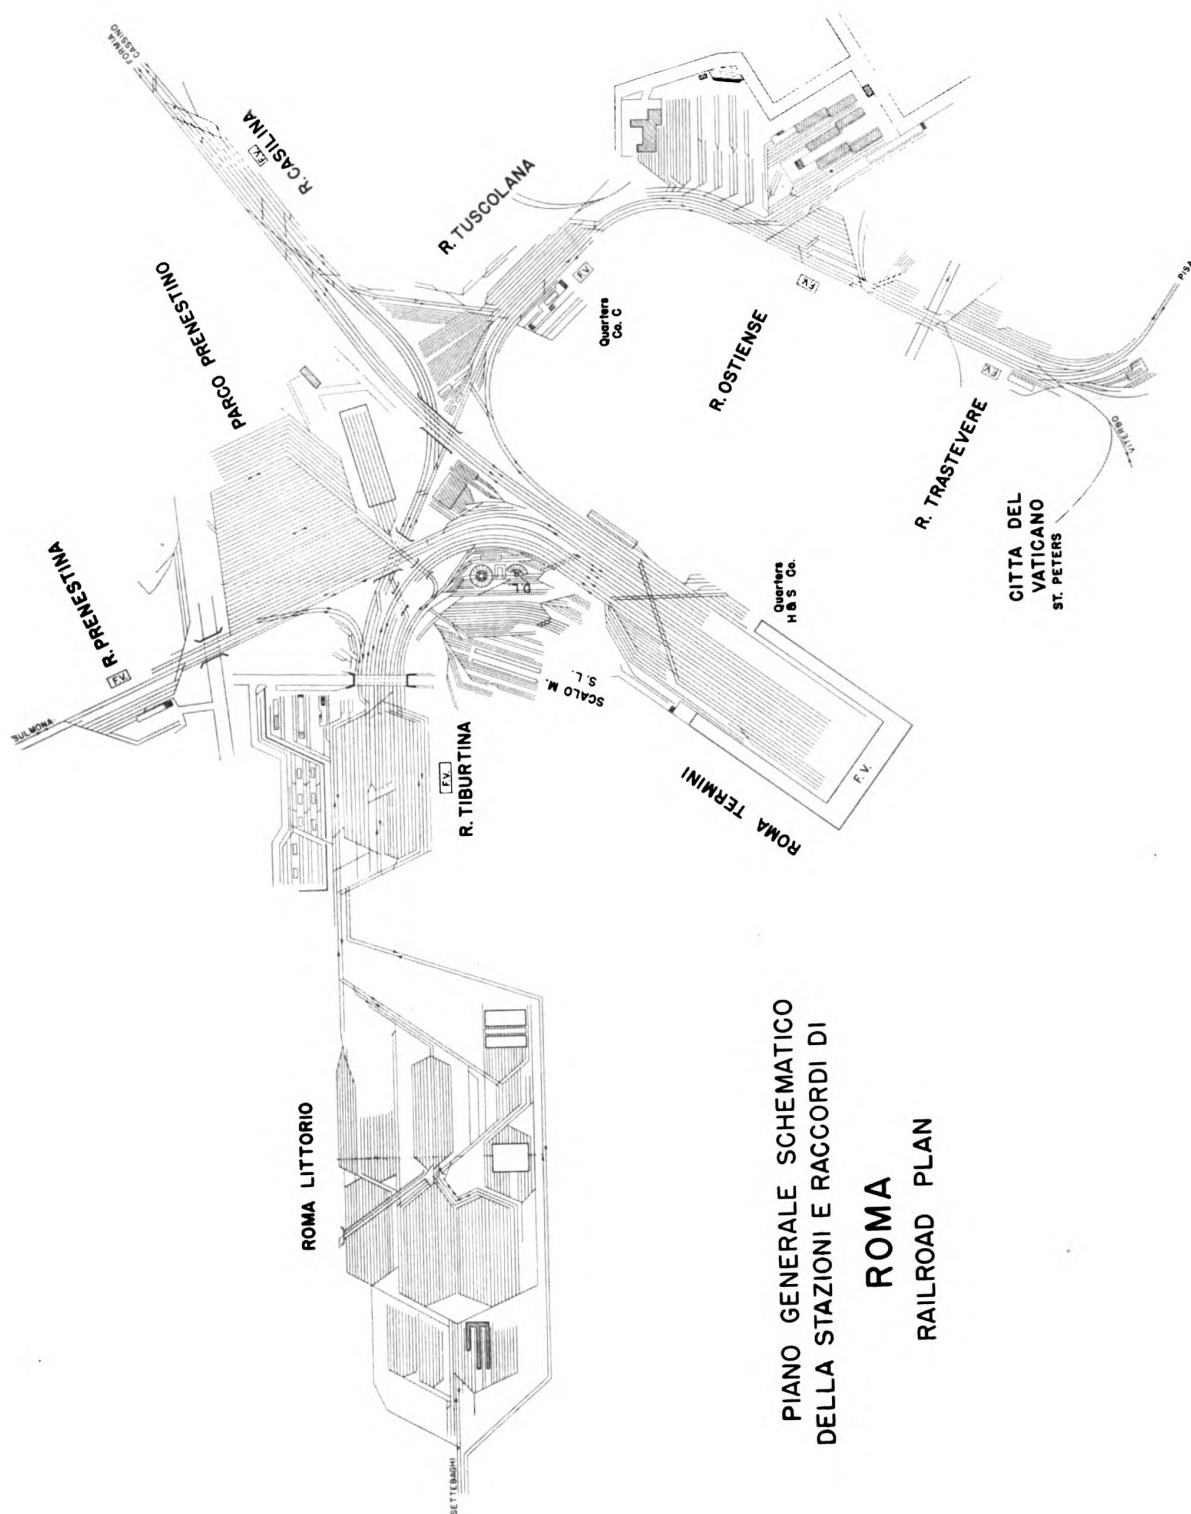 FORMIA
CASSINO
R. CASILINA
F.V.
R. TUSCOLANA
F.V.
Quarters
Co. C
PARCO PRENESTINO
R. PRENESTINA
F.V.
SULMONA
R. OSTIENSE
F.V.
PISA
R. TRASTEVERE
F.V.
VITERBO
CITTA DEL
VATICANO
ST. PETERS
Quarters
H & S Co.
D.L.
SCALO M.
S. L.
R. TIBURTINA
F.V.
ROMA TERMINI
F.V.
ROMA LITTORIO
SETTEBAGHI
PIANO GENERALE SCHEMATICO
DELLA STAZIONI E RACCORDI DI
ROMA
RAILROAD PLAN